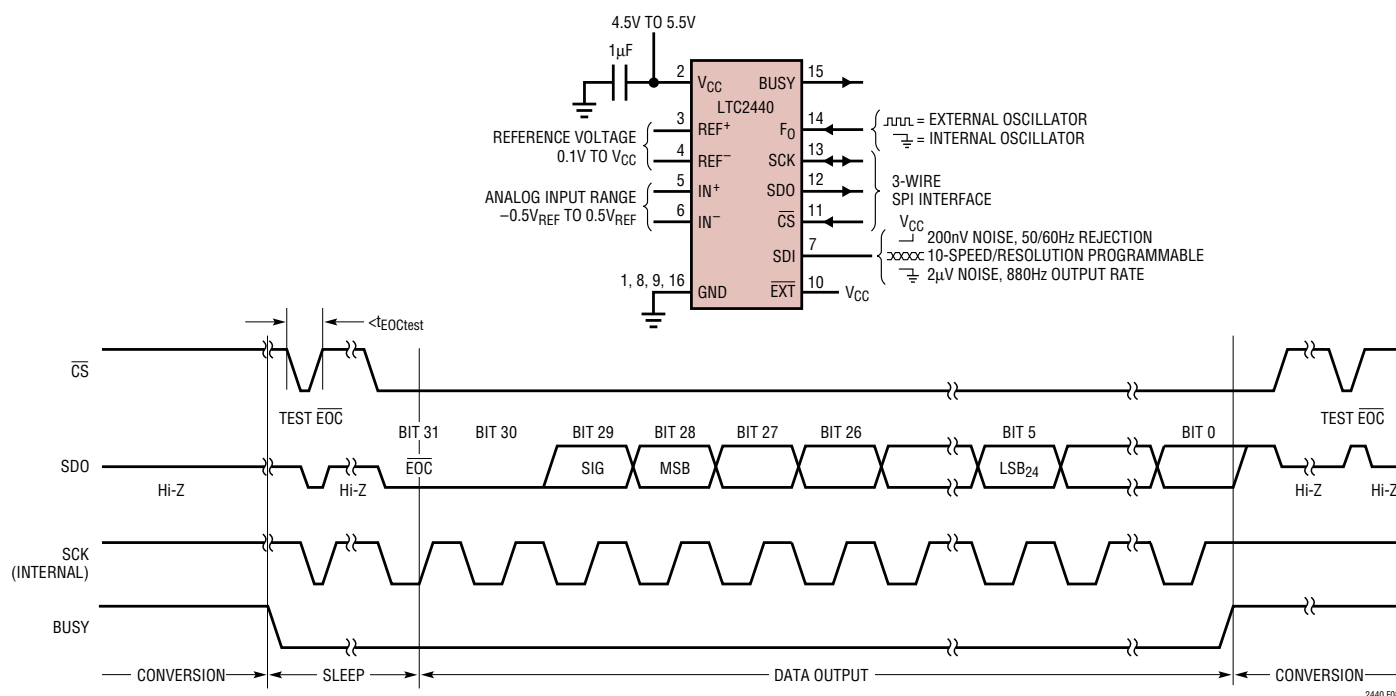 4.5V TO 5.5V
1µF
2 VCC BUSY 15
LTC2440
3 REF+ FO 14
= EXTERNAL OSCILLATOR
= INTERNAL OSCILLATOR
REFERENCE VOLTAGE
0.1V TO VCC
4 REF− SCK 13
5 IN+ SDO 12
3-WIRE
SPI INTERFACE
ANALOG INPUT RANGE
−0.5VREF TO 0.5VREF
6 IN− CS 11
VCC
200nV NOISE, 50/60Hz REJECTION
SDI 7
10-SPEED/RESOLUTION PROGRAMMABLE
2µV NOISE, 880Hz OUTPUT RATE
1, 8, 9, 16 GND EXT 10 VCC
<tEOCtest
CS
TEST EOC TEST EOC
BIT 31 BIT 30 BIT 29 BIT 28 BIT 27 BIT 26 BIT 5 BIT 0
SDO EOC SIG MSB LSB24
Hi-Z Hi-Z Hi-Z Hi-Z
SCK
(INTERNAL)
BUSY
CONVERSION SLEEP DATA OUTPUT CONVERSION